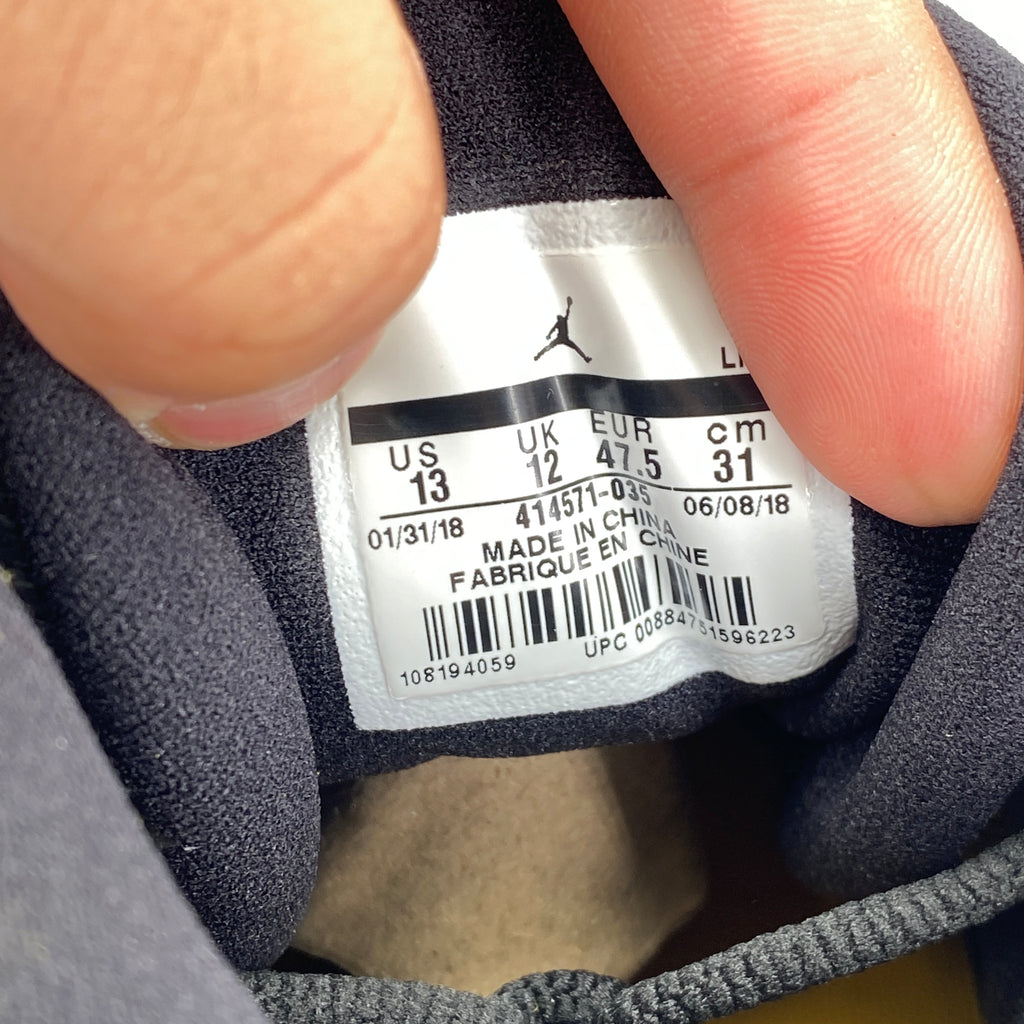 US UK EUR cm
13 12 47.5 31
01/31/18 414571-035 06/08/18
MADE IN CHINA
FABRIQUE EN CHINE
108194059 UPC 00884751596223